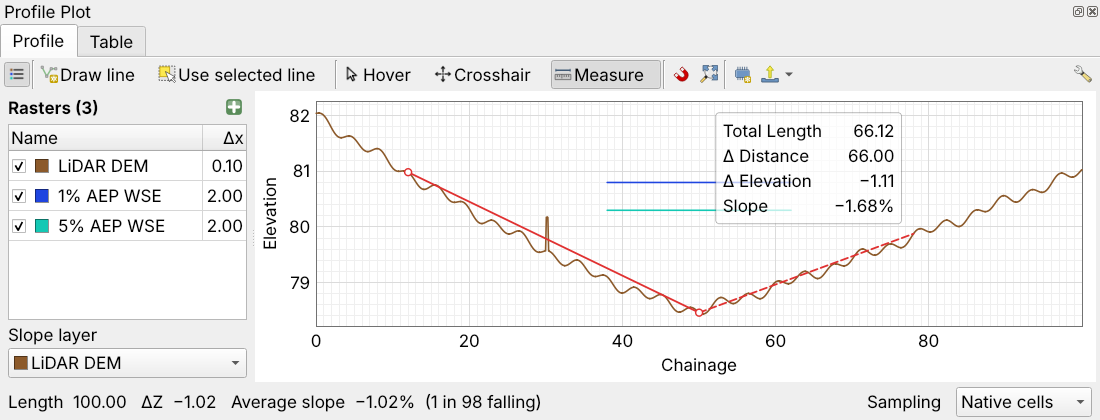 Profile Plot
Profile Table
Draw line Use selected line Hover Crosshair Measure
Rasters (3)
Name Δx
LiDAR DEM 0.10
1% AEP WSE 2.00
5% AEP WSE 2.00
Slope layer
LiDAR DEM
Elevation
82
81
80
79
Total Length 66.12
Δ Distance 66.00
Δ Elevation −1.11
Slope −1.68%
0 20 40 60 80
Chainage
Length 100.00 ΔZ −1.02 Average slope −1.02% (1 in 98 falling) Sampling Native cells